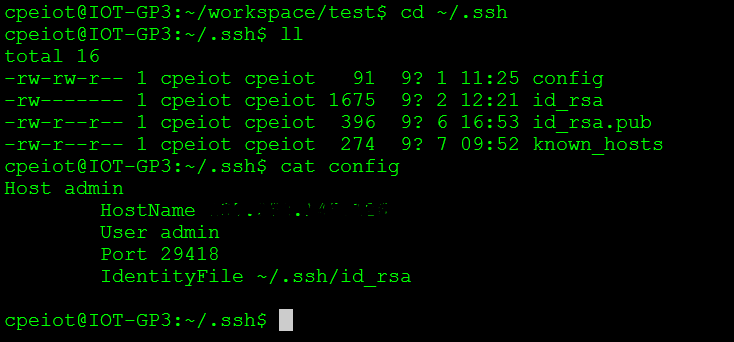 cpeiot@IOT-GP3:~/workspace/test$ cd ~/.ssh
cpeiot@IOT-GP3:~/.ssh$ ll
total 16
-rw-rw-r-- 1 cpeiot cpeiot   91  9? 1 11:25 config
-rw------- 1 cpeiot cpeiot 1675  9? 2 12:21 id_rsa
-rw-r--r-- 1 cpeiot cpeiot  396  9? 6 16:53 id_rsa.pub
-rw-r--r-- 1 cpeiot cpeiot  274  9? 7 09:52 known_hosts
cpeiot@IOT-GP3:~/.ssh$ cat config
Host admin
        HostName
        User admin
        Port 29418
        IdentityFile ~/.ssh/id_rsa
cpeiot@IOT-GP3:~/.ssh$